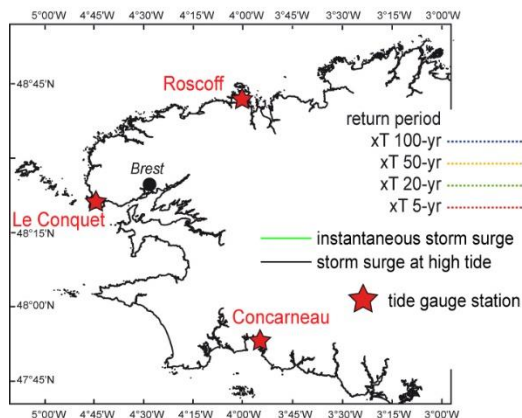 5°00'W 4°45'W 4°30'W 4°15'W 4°00'W 3°45'W 3°30'W 3°15'W 3°00'W
48°45'N
Roscoff
return period
xT 100-yr
xT 50-yr
Brest
xT 20-yr
xT 5-yr
Le Conquet
48°15'N
instantaneous storm surge
storm surge at high tide
48°00'N
tide gauge station
Concarneau
47°45'N
5°00'W 4°45'W 4°30'W 4°15'W 4°00'W 3°45'W 3°30'W 3°15'W 3°00'W